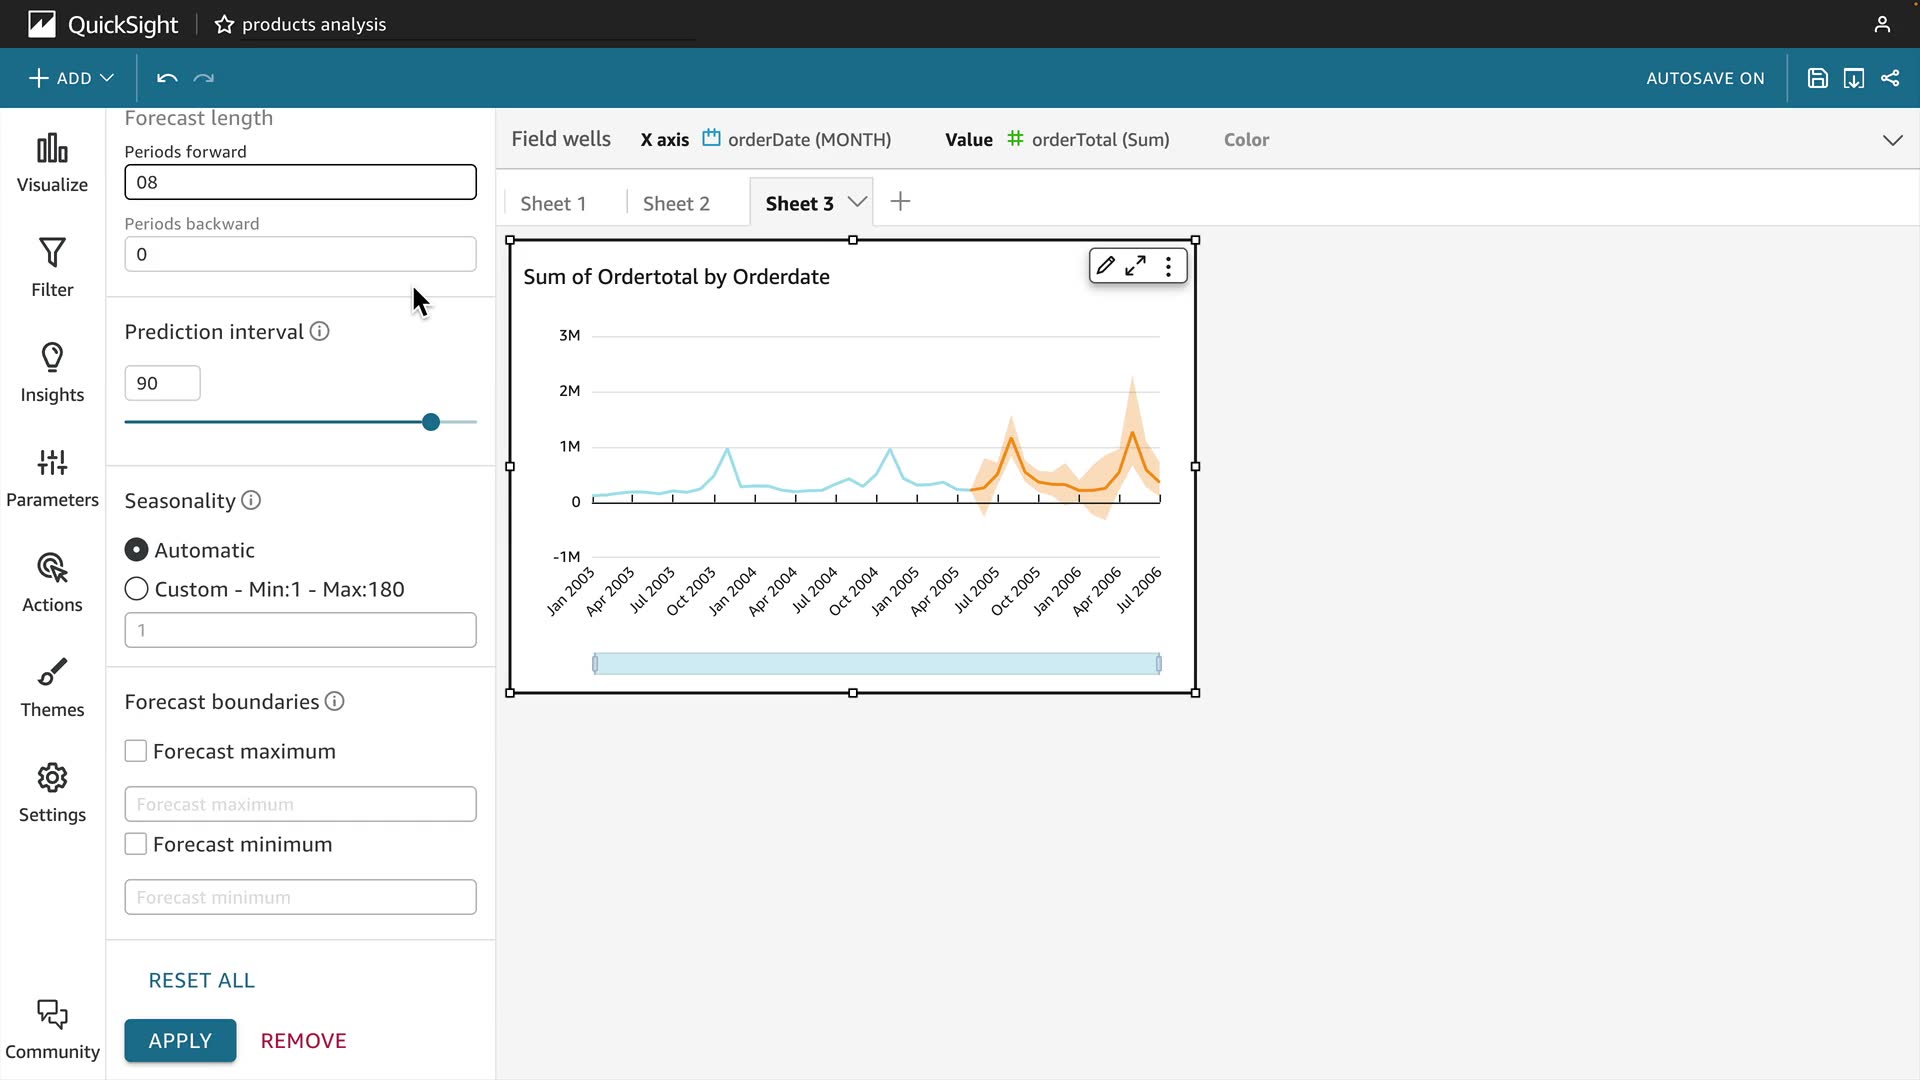 QuickSight
products analysis
ADD
AUTOSAVE ON
Visualize
Filter
Insights
Parameters
Actions
Themes
Settings
Community
Forecast length
Periods forward
08
Periods backward
0
Prediction interval
90
Seasonality
Automatic
Custom - Min:1 - Max:180
1
Forecast boundaries
Forecast maximum
Forecast maximum
Forecast minimum
Forecast minimum
RESET ALL
APPLY REMOVE
Field wells X axis orderDate (MONTH) Value orderTotal (Sum) Color
Sheet 1 Sheet 2 Sheet 3
Sum of Ordertotal by Orderdate
3M
2M
1M
0
-1M
Jan 2003 Apr 2003 Jul 2003 Oct 2003 Jan 2004 Apr 2004 Jul 2004 Oct 2004 Jan 2005 Apr 2005 Jul 2005 Oct 2005 Jan 2006 Apr 2006 Jul 2006